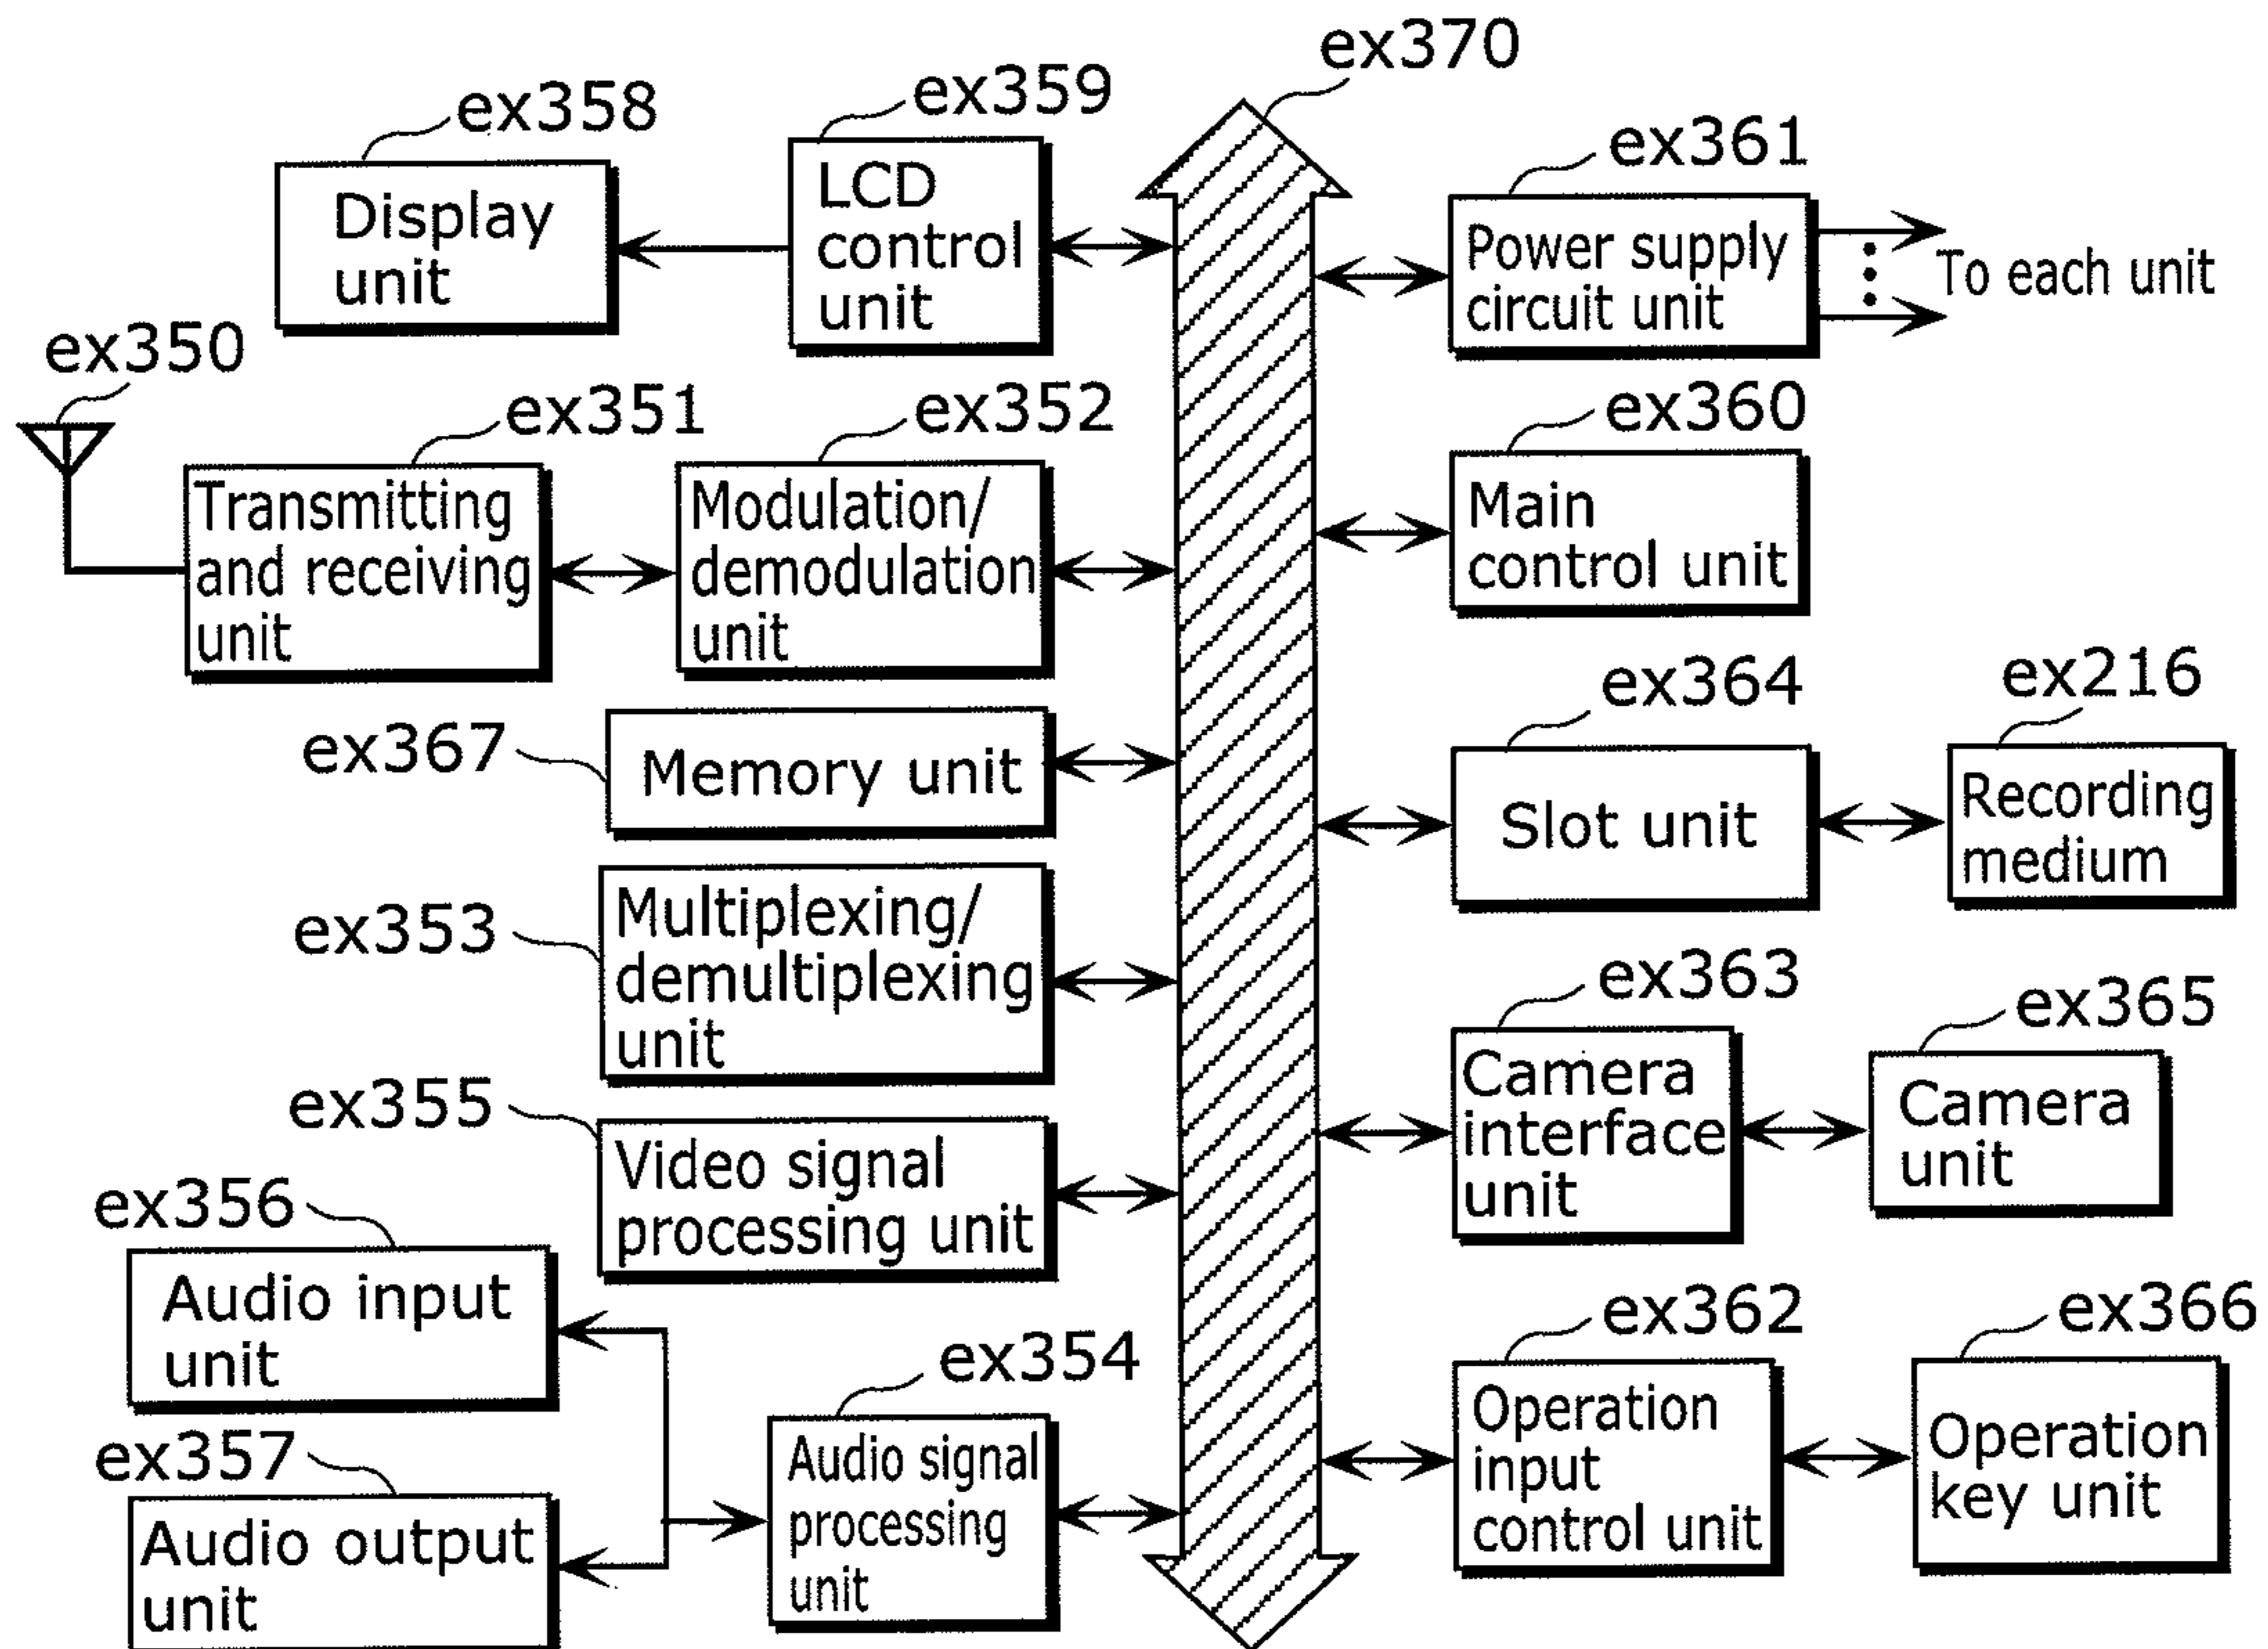 ex370
ex358
ex359
ex361
Display
unit
LCD
control
unit
Power supply
circuit unit
To each unit
ex350
ex351
ex352
ex360
Transmitting
and receiving
unit
Modulation/
demodulation
unit
Main
control unit
ex367
Memory unit
ex364
ex216
Slot unit
Recording
medium
ex353
Multiplexing/
demultiplexing
unit
ex363
ex365
Camera
interface
unit
Camera
unit
ex355
Video signal
processing unit
ex356
Audio input
unit
ex354
ex362
ex366
ex357
Audio output
unit
Audio signal
processing
unit
Operation
input
control unit
Operation
key unit